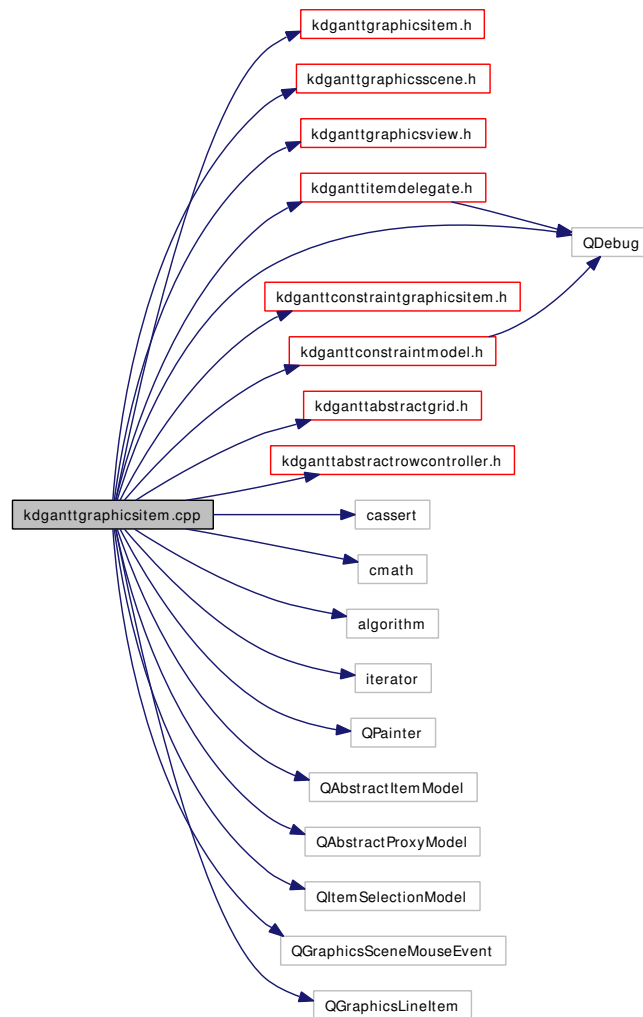 kdganttgraphicsitem.h
kdganttgraphicsscene.h
kdganttgraphicsview.h
kdganttitemdelegate.h
QDebug
kdganttconstraintgraphicsitem.h
kdganttconstraintmodel.h
kdganttabstractgrid.h
kdganttabstractrowcontroller.h
kdganttgraphicsitem.cpp
cassert
cmath
algorithm
iterator
QPainter
QAbstractItemModel
QAbstractProxyModel
QItemSelectionModel
QGraphicsSceneMouseEvent
QGraphicsLineItem